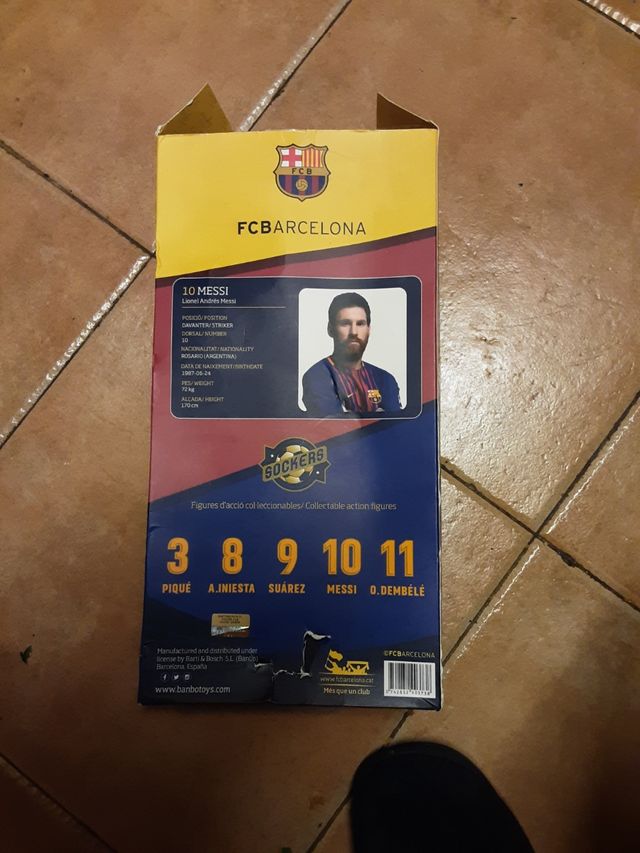 FCB
FCBARCELONA
10 MESSI
Lionel Andrés Messi
POSICIÓ/ POSITION
DAVANTER/ STRIKER
DORSAL/ NUMBER
10
NACIONALITAT/ NATIONALITY
ROSARIO (ARGENTINA)
DATA DE NAIXEMENT/BIRTHDATE
1987-06-24
PES/ WEIGHT
72 kg
ALÇADA/ HEIGHT
170 cm
SOCKERS
Figures d'acció col·leccionables/ Collectable action figures
3 8 9 10 11
PIQUÉ A.INIESTA SUÁREZ MESSI O.DEMBÉLÉ
Manufactured and distributed under
license by Barti & Bosch S.L (BanBo)
Barcelona, España
www.banbotoys.com
www.fcbarcelona.cat
Més que un club
©FCBARCELONA